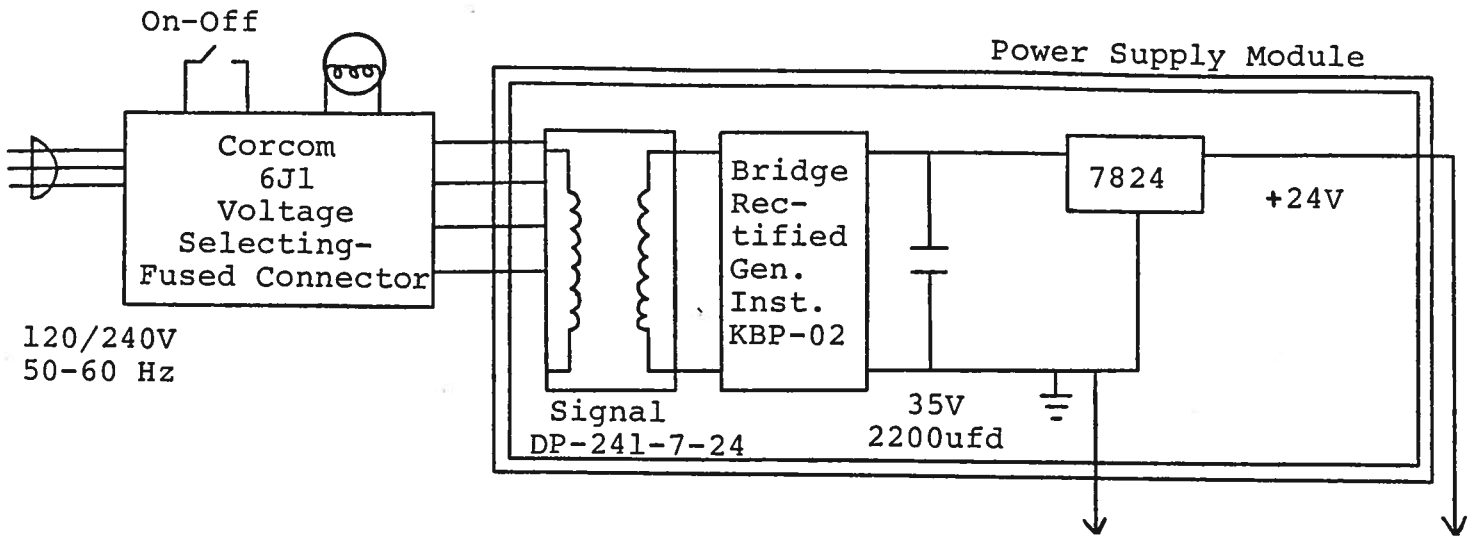 On-Off
Power Supply Module
Corcom
6J1
Voltage
Selecting-
Fused Connector
120/240V
50-60 Hz
Bridge
Rec-
tified
Gen.
Inst.
KBP-02
7824
+24V
Signal
DP-241-7-24
35V
2200ufd